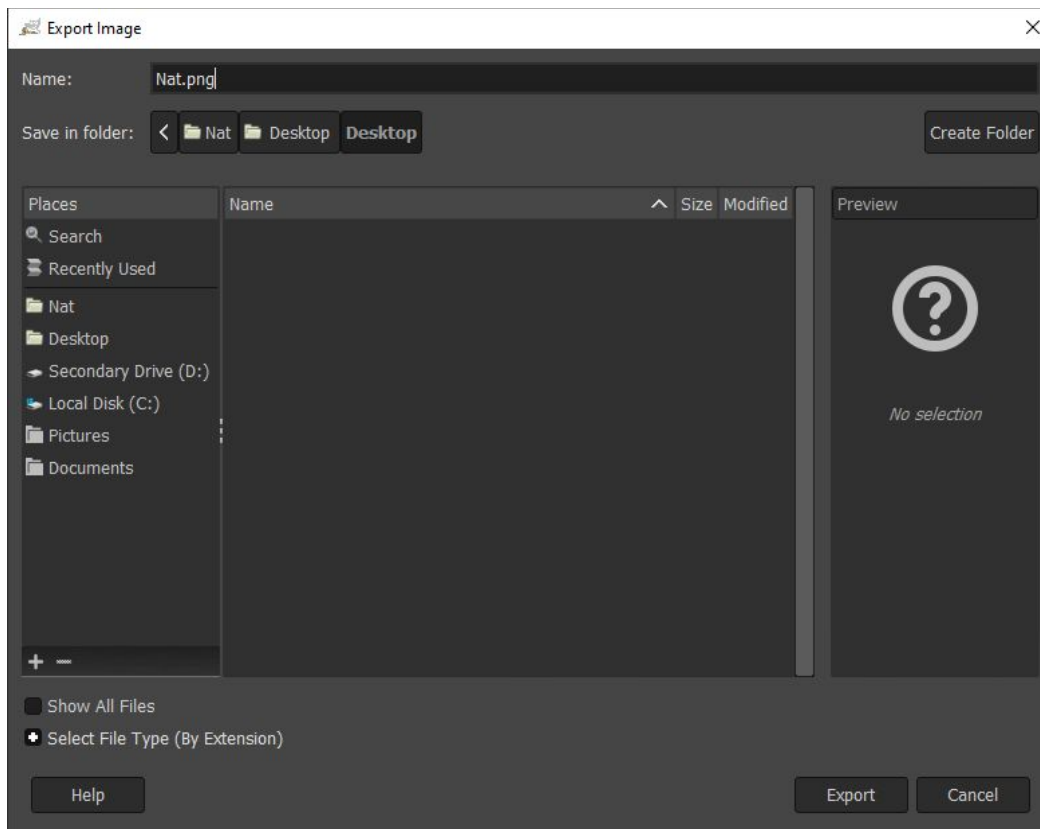 Export Image
Name: Nat.png
Save in folder: Nat Desktop Desktop Create Folder
Places Name Size Modified Preview
Search
Recently Used
Nat
Desktop
Secondary Drive (D:)
Local Disk (C:)
No selection
Pictures
Documents
Show All Files
Select File Type (By Extension)
Help Export Cancel